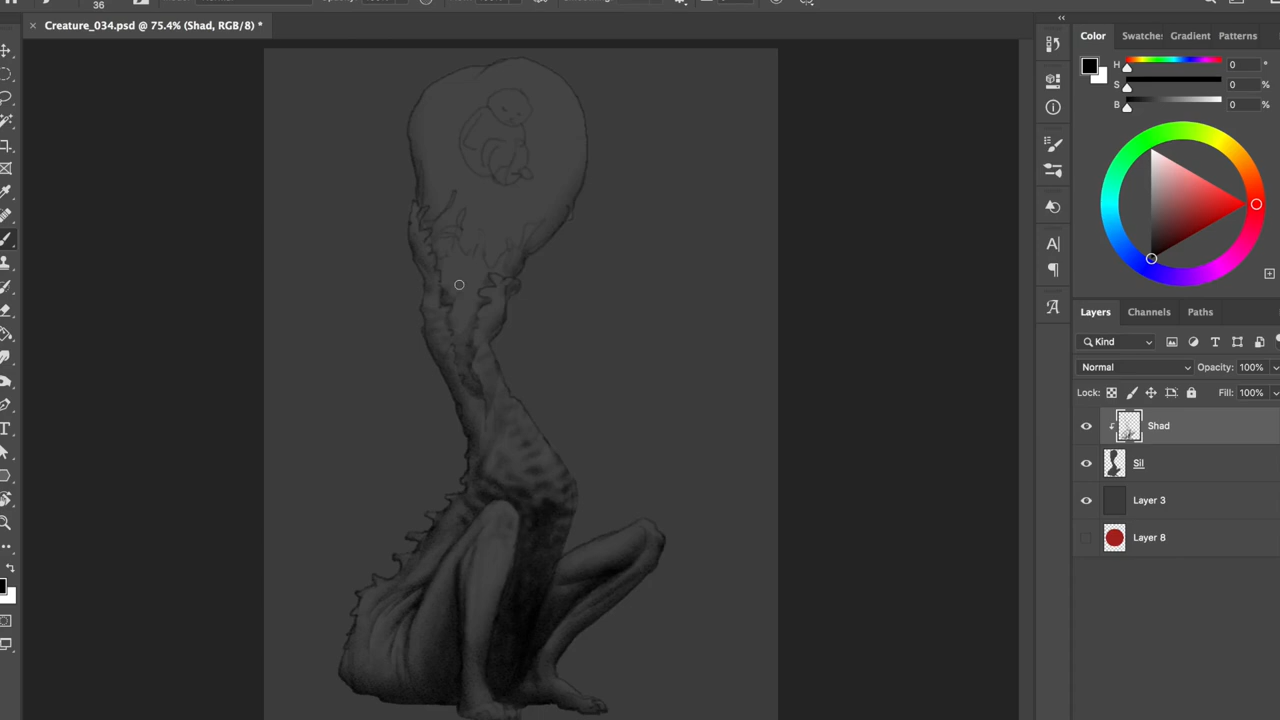 36
× Creature_034.psd @ 75.4% (Shad, RGB/8) *
Color Swatches Gradient Patterns
H 0 °
S 0 %
B 0 %
Layers Channels Paths
Kind
Normal Opacity: 100%
Lock: Fill: 100%
Shad
Sil
Layer 3
Layer 8